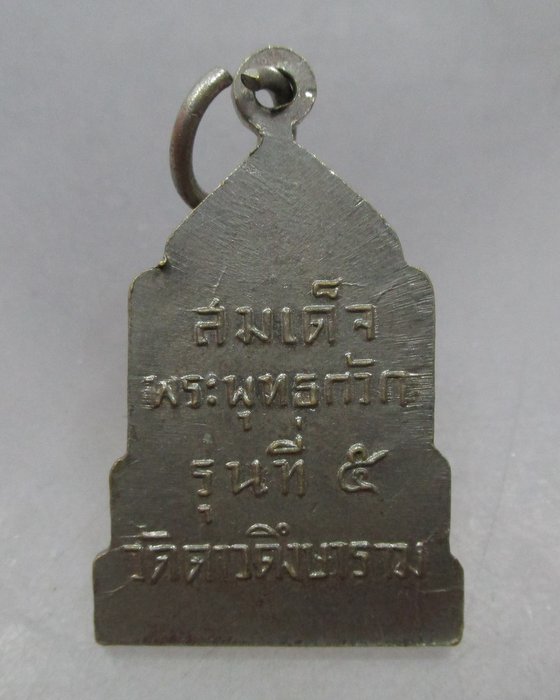 สมเด็จ
พระพุทธกวัก
รุ่นที่ ๕
วัดดาวดึงษาราม